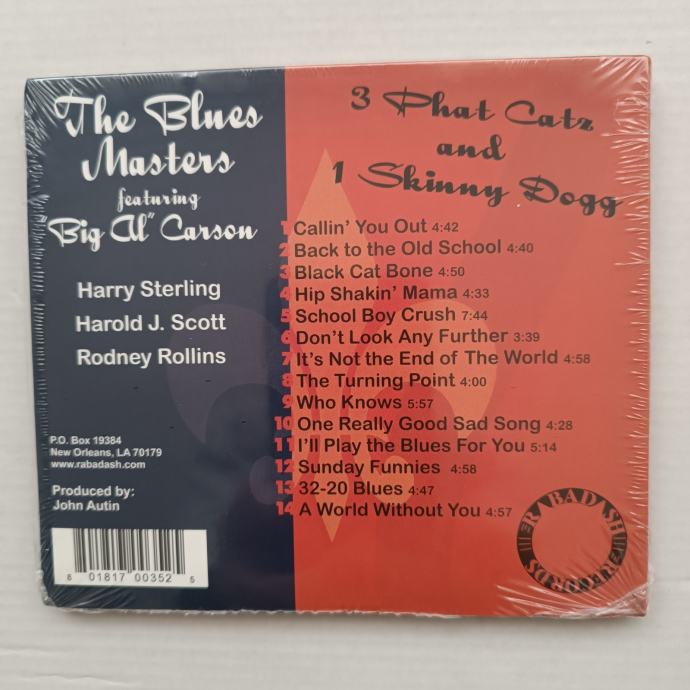 The Blues
Masters
featuring
Big Al" Carson
Harry Sterling
Harold J. Scott
Rodney Rollins
P.O. Box 19384
New Orleans, LA 70179
www.rabadash.com
Produced by:
John Autin
8 01817 00352 5
3 Phat Catz
and
1 Skinny Dogg
1 Callin' You Out 4:42
2 Back to the Old School 4:40
3 Black Cat Bone 4:50
4 Hip Shakin' Mama 4:33
5 School Boy Crush 7:44
6 Don't Look Any Further 3:39
7 It's Not the End of The World 4:58
8 The Turning Point 4:00
9 Who Knows 5:57
10 One Really Good Sad Song 4:28
11 I'll Play the Blues For You 5:14
12 Sunday Funnies 4:58
13 32-20 Blues 4:47
14 A World Without You 4:57
RABADASH
RECORDS